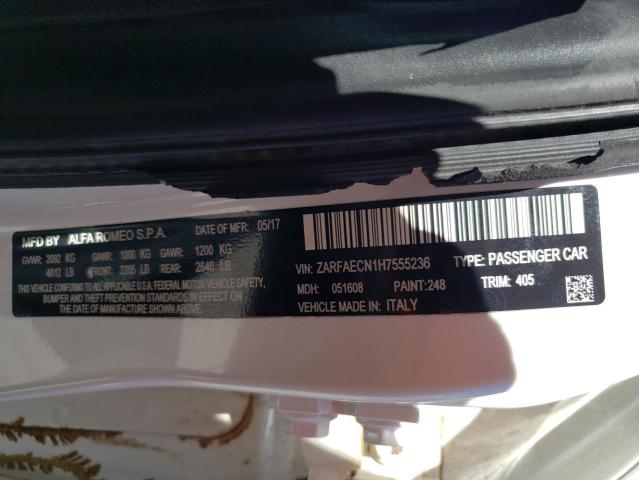 MFD BY ALFA ROMEO S.P.A. DATE OF MFR: 05/17
GVWR: 2092 KG GAWR: 1000 KG GAWR: 1200 KG
4612 LB FRONT: 2205 LB REAR: 2646 LB
THIS VEHICLE CONFORMS TO ALL APPLICABLE U.S.A. FEDERAL MOTOR VEHICLE SAFETY,
BUMPER AND THEFT PREVENTION STANDARDS IN EFFECT ON
THE DATE OF MANUFACTURE SHOWN ABOVE.
VIN: ZARFAECN1H7555236 TYPE: PASSENGER CAR
MDH: 051608 PAINT: 248 TRIM: 405
VEHICLE MADE IN: ITALY